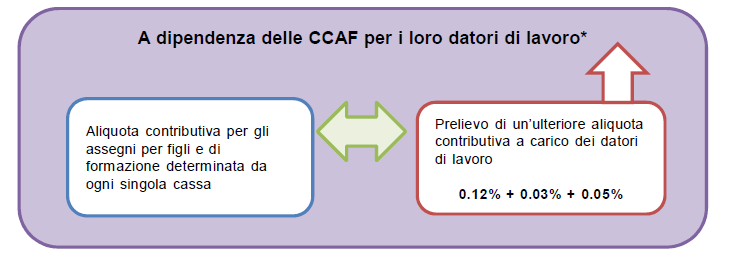 A dipendenza delle CCAF per i loro datori di lavoro*
Aliquota contributiva per gli
assegni per figli e di
formazione determinata da
ogni singola cassa
Prelievo di un'ulteriore aliquota
contributiva a carico dei datori
di lavoro
0.12% + 0.03% + 0.05%